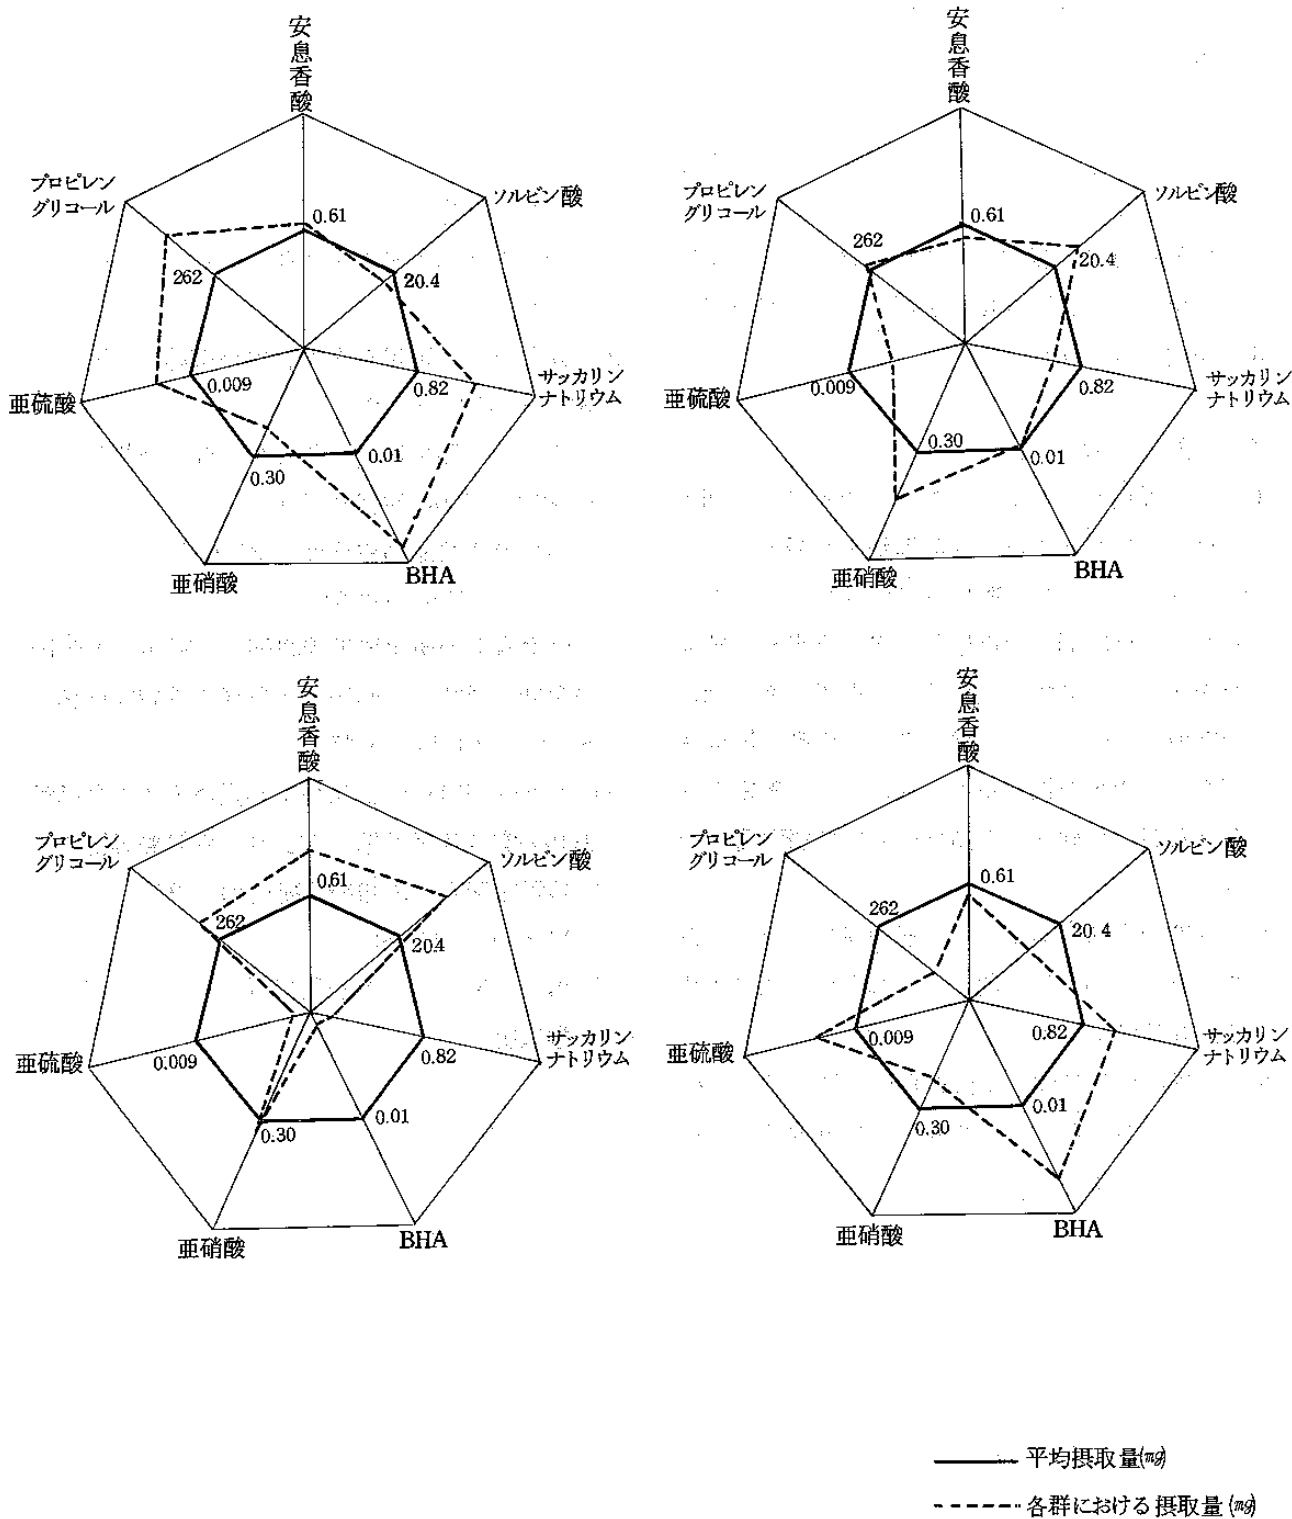 安息香酸
プロピレン
グリコール
ソルビン酸
0.61
262
20.4
サッカリン
ナトリウム
0.82
0.009
亜硫酸
0.01
0.30
亜硝酸
BHA
安息香酸
プロピレン
グリコール
ソルビン酸
0.61
262
20.4
サッカリン
ナトリウム
0.82
0.009
亜硫酸
0.30
0.01
亜硝酸
BHA
安息香酸
プロピレン
グリコール
ソルビン酸
0.61
262
20.4
サッカリン
ナトリウム
0.82
0.009
亜硫酸
0.01
0.30
亜硝酸
BHA
安息香酸
プロピレン
グリコール
ソルビン酸
0.61
262
20.4
サッカリン
ナトリウム
0.82
0.009
亜硫酸
0.01
0.30
亜硝酸
BHA
平均摂取量(mg)
各群における摂取量(mg)